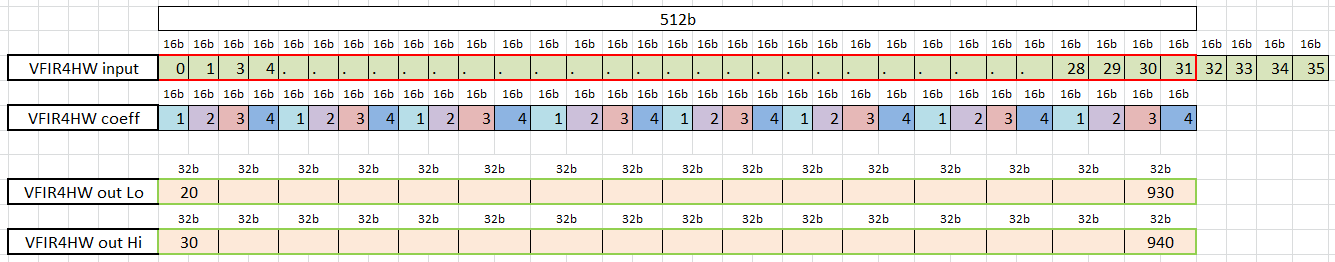 512b
16b 16b 16b 16b 16b 16b 16b 16b 16b 16b 16b 16b 16b 16b 16b 16b 16b 16b 16b 16b 16b 16b 16b 16b 16b 16b 16b 16b 16b 16b 16b 16b 16b 16b 16b 16b
VFIR4HW input 0 1 3 4 . . . . . . . . . . . . . . . . . . . . . . . . 28 29 30 31 32 33 34 35
16b 16b 16b 16b 16b 16b 16b 16b 16b 16b 16b 16b 16b 16b 16b 16b 16b 16b 16b 16b 16b 16b 16b 16b 16b 16b 16b 16b 16b 16b 16b 16b
VFIR4HW coeff 1 2 3 4 1 2 3 4 1 2 3 4 1 2 3 4 1 2 3 4 1 2 3 4 1 2 3 4 1 2 3 4
32b 32b 32b 32b 32b 32b 32b 32b 32b 32b 32b 32b 32b 32b 32b 32b
VFIR4HW out Lo 20 930
32b 32b 32b 32b 32b 32b 32b 32b 32b 32b 32b 32b 32b 32b 32b 32b
VFIR4HW out Hi 30 940